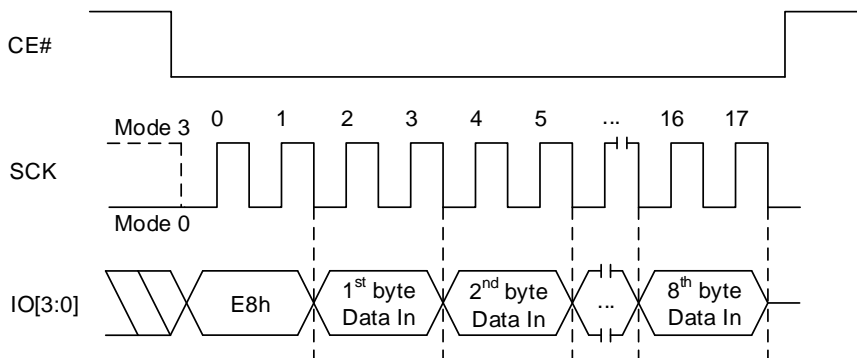 CE#
0 1 2 3 4 5 ... 16 17
Mode 3
SCK
Mode 0
IO[3:0]
E8h
1st byte
Data In
2nd byte
Data In
...
8th byte
Data In